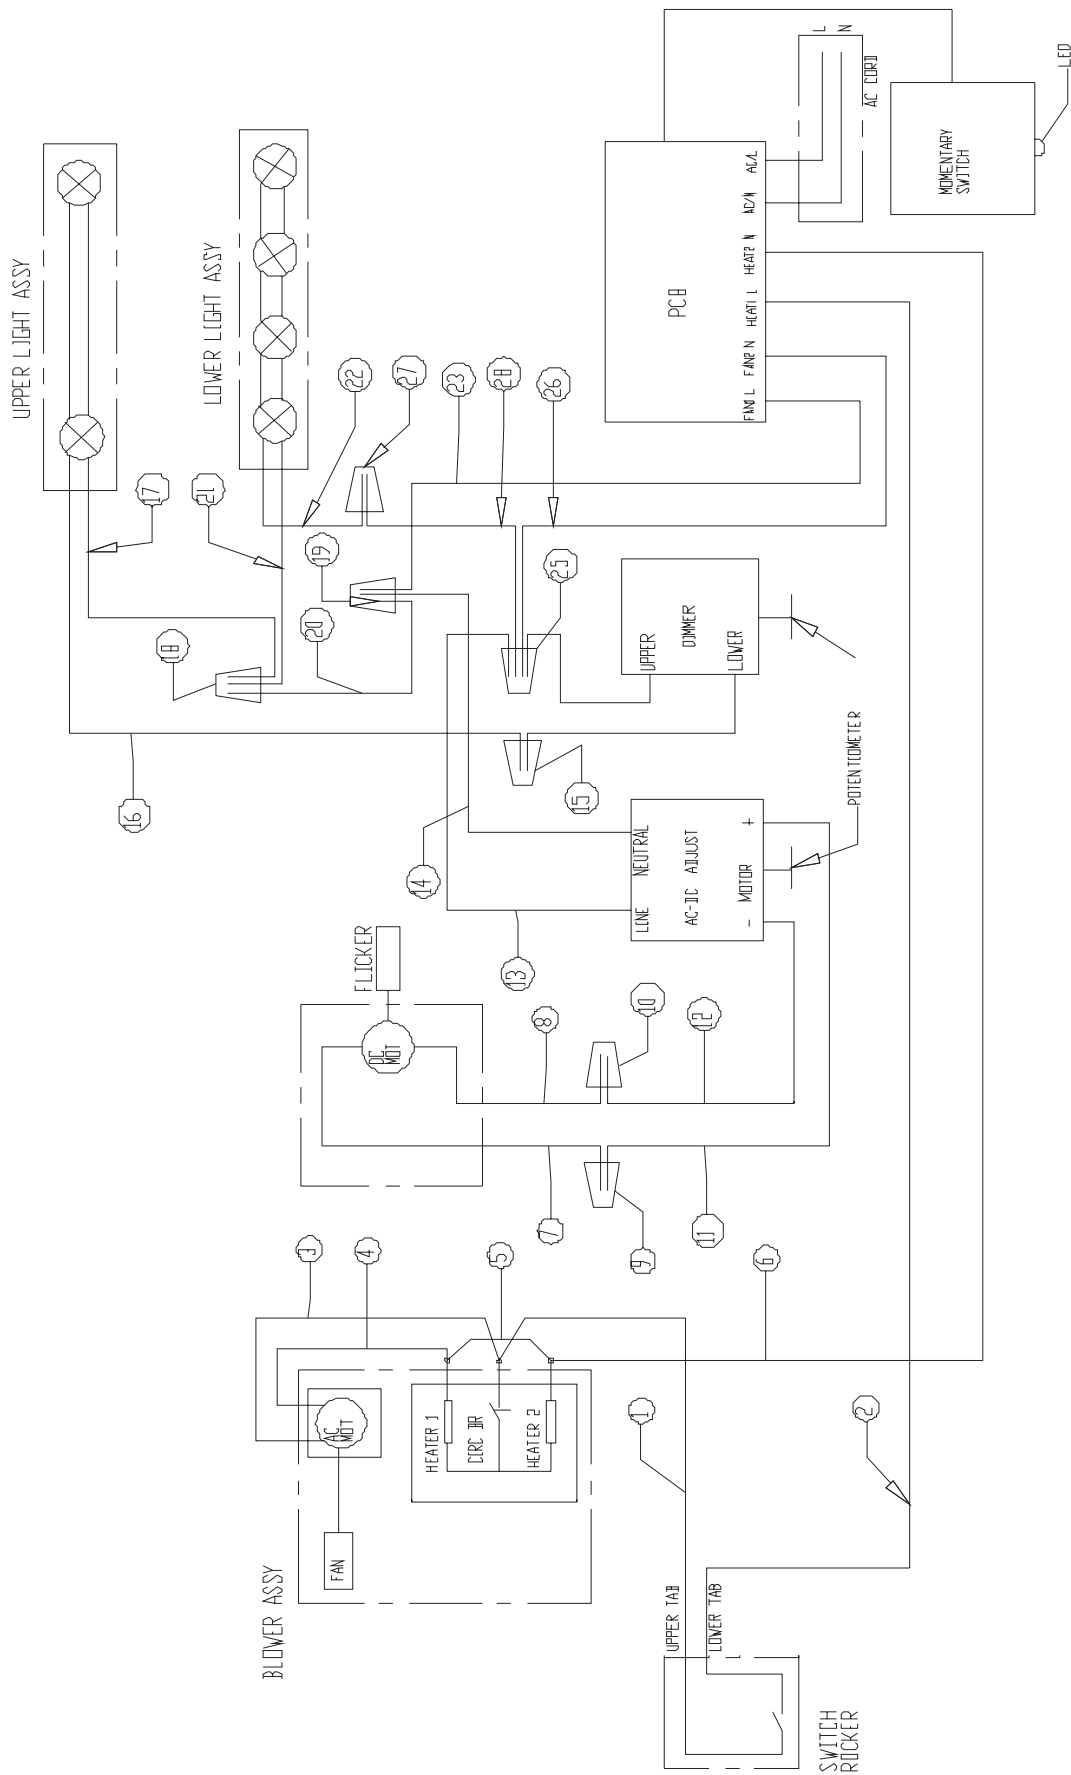 UPPER LIGHT ASSY
LOWER LIGHT ASSY
17
21
18
19
20
22
27
23
28
26
25
16
15
14
13
FLICKER
DC
MOT
8
10
12
7
9
11
3
4
5
6
BLOWER ASSY
FAN
AC
MOT
HEATER 1
CIRC BR
HEATER 2
1
2
UPPER TAB
LOWER TAB
SWITCH
ROCKER
LINE
NEUTRAL
AC-DC ADJUST
- MOTOR +
POTENTIOMETER
UPPER
DIMMER
LOWER
PCB
FAN1 L
FAN2 N
HEAT1 L
HEAT2 N
AC/N
AC/L
L
N
AC CORD
MOMENTARY
SWITCH
LED